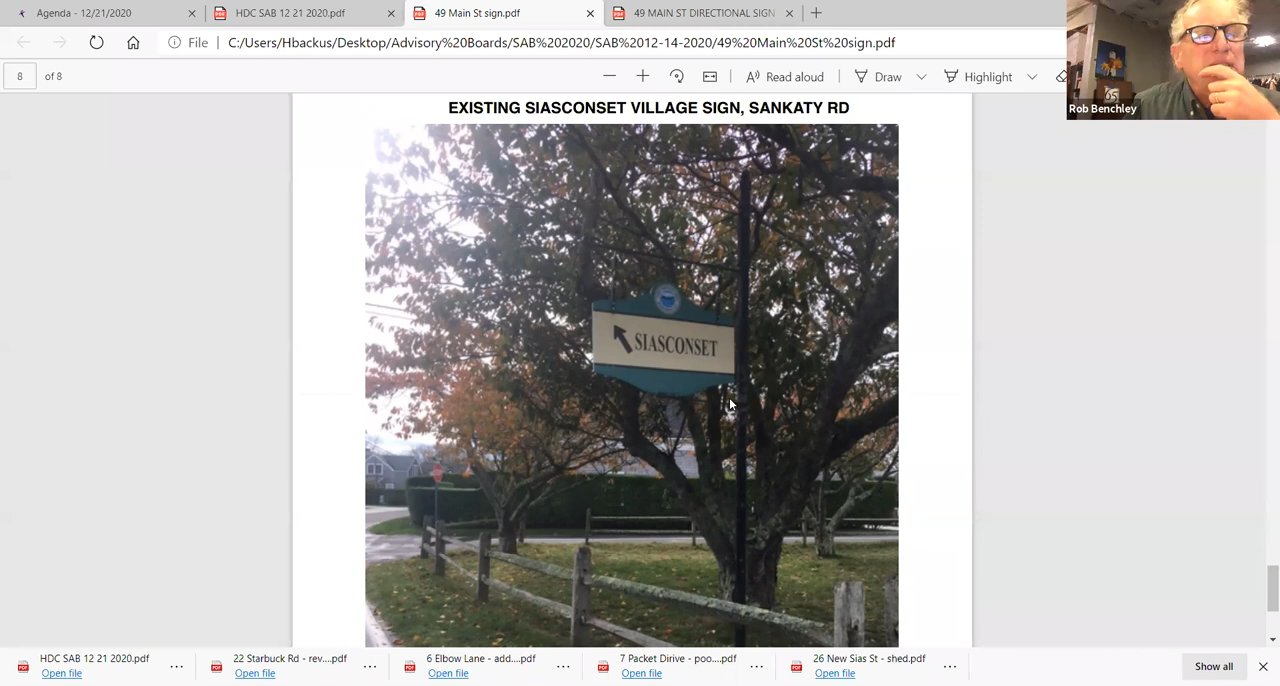 Agenda - 12/21/2020
HDC SAB 12 21 2020.pdf
49 Main St sign.pdf
49 MAIN ST DIRECTIONAL SIGN
File
C:/Users/Hbackus/Desktop/Advisory%20Boards/SAB%202020/SAB%2012-14-2020/49%20Main%20St%20sign.pdf
8 of 8
Read aloud
Draw
Highlight
Rob Benchley
EXISTING SIASCONSET VILLAGE SIGN, SANKATY RD
SIASCONSET
HDC SAB 12 21 2020.pdf
Open file
22 Starbuck Rd - rev....pdf
Open file
6 Elbow Lane - add....pdf
Open file
7 Packet Dirive - poo....pdf
Open file
26 New Sias St - shed.pdf
Open file
Show all